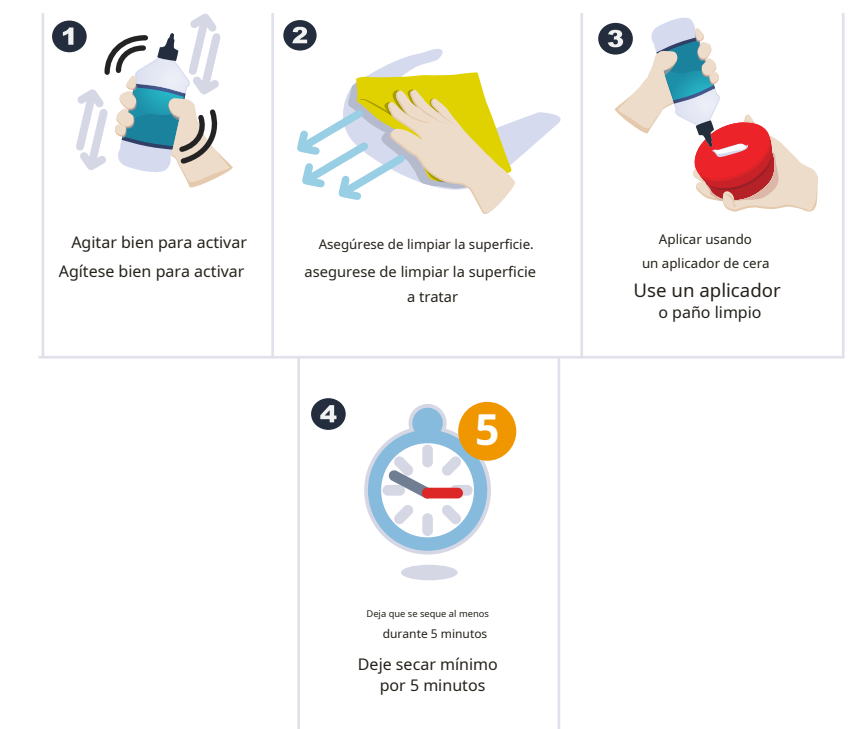 1
Agitar bien para activar
Agítese bien para activar
2
Asegúrese de limpiar la superficie.
asegurese de limpiar la superficie
a tratar
3
Aplicar usando
un aplicador de cera
Use un aplicador
o paño limpio
4
5
Deja que se seque al menos
durante 5 minutos
Deje secar mínimo
por 5 minutos